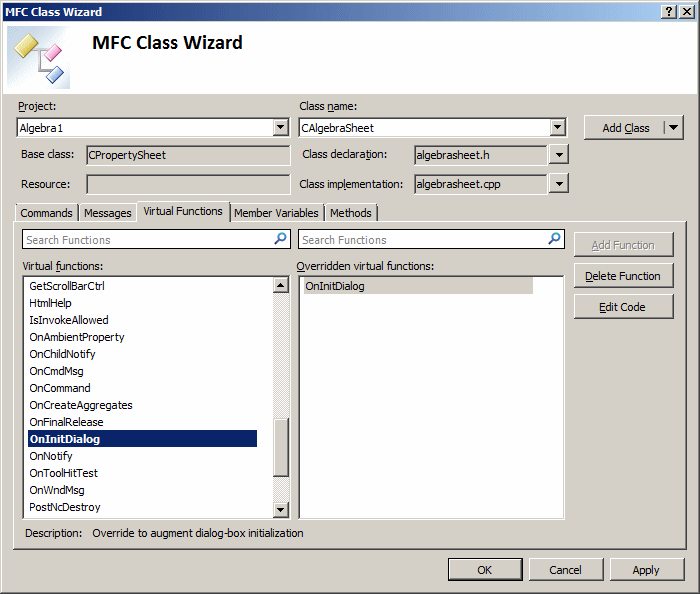 MFC Class Wizard
MFC Class Wizard
Project: Class name:
Algebra1 CAlgebraSheet Add Class
Base class: CPropertySheet Class declaration: algebrasheet.h
Resource: Class implementation: algebrasheet.cpp
Commands Messages Virtual Functions Member Variables Methods
Search Functions Search Functions Add Function
Virtual functions: Overridden virtual functions:
Delete Function
GetScrollBarCtrl OnInitDialog
HtmlHelp Edit Code
IsInvokeAllowed
OnAmbientProperty
OnChildNotify
OnCmdMsg
OnCommand
OnCreateAggregates
OnFinalRelease
OnInitDialog
OnNotify
OnToolHitTest
OnWndMsg
PostNcDestroy
Description: Override to augment dialog-box initialization
OK Cancel Apply